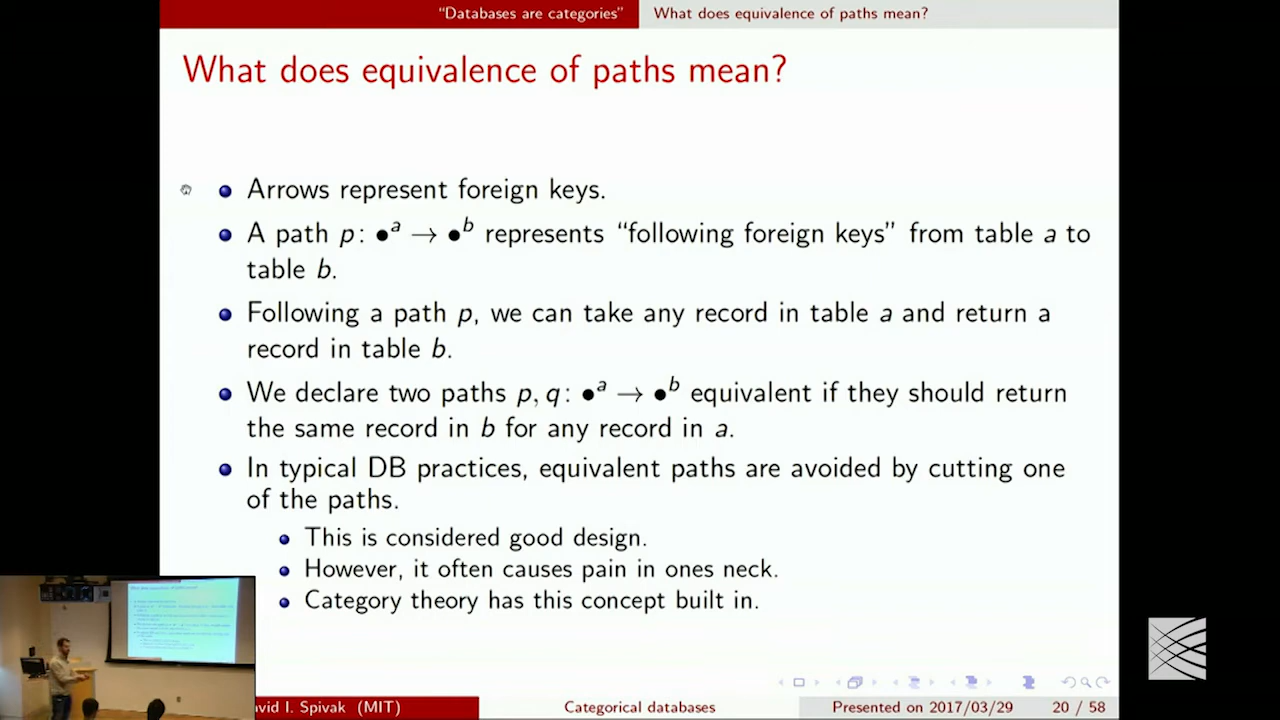 “Databases are categories” What does equivalence of paths mean?
What does equivalence of paths mean?
Arrows represent foreign keys.
A path p: •ᵃ → •ᵇ represents “following foreign keys” from table a to
table b.
Following a path p, we can take any record in table a and return a
record in table b.
We declare two paths p, q: •ᵃ → •ᵇ equivalent if they should return
the same record in b for any record in a.
In typical DB practices, equivalent paths are avoided by cutting one
of the paths.
This is considered good design.
However, it often causes pain in ones neck.
Category theory has this concept built in.
avid I. Spivak (MIT) Categorical databases Presented on 2017/03/29 20 / 58